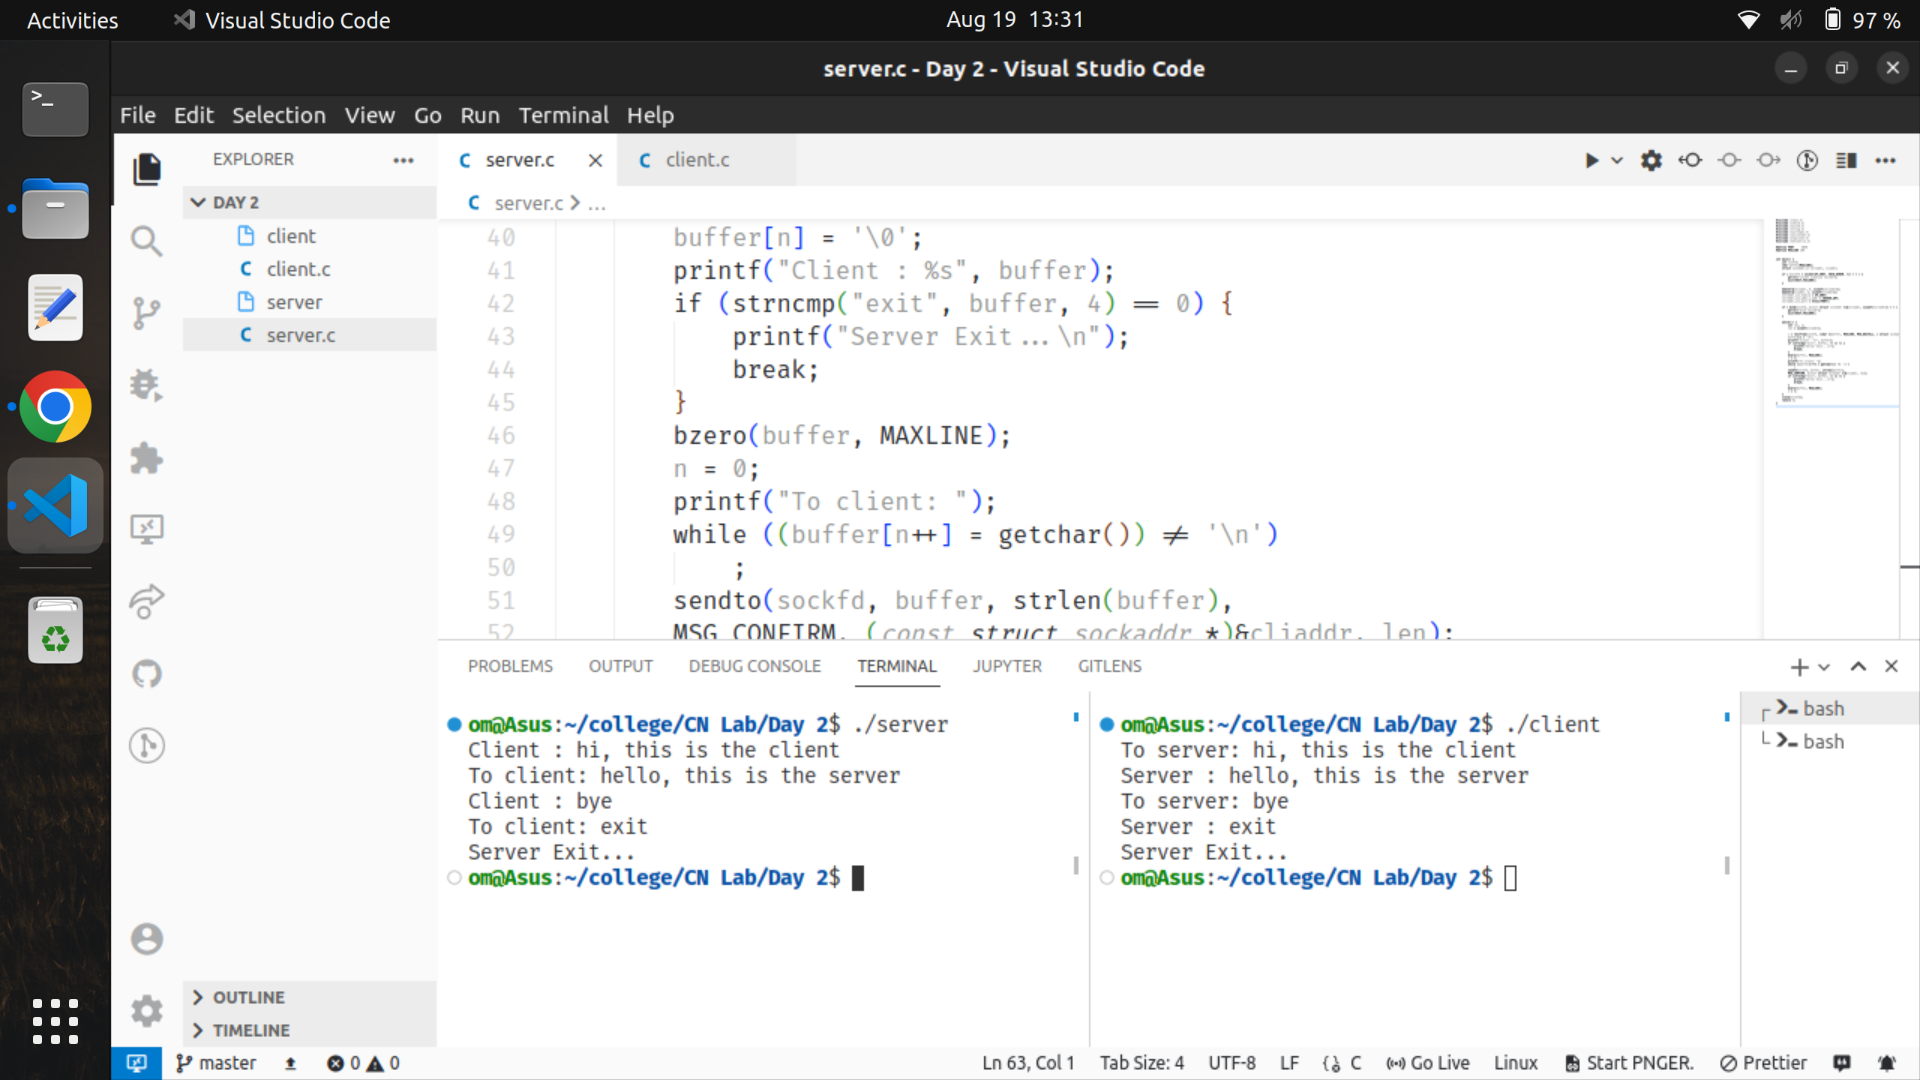 Activities
Visual Studio Code
Aug 19 13:31
97 %
server.c - Day 2 - Visual Studio Code
File Edit Selection View Go Run Terminal Help
EXPLORER
DAY 2
client
client.c
server
server.c
server.c
client.c
server.c > ...
40 buffer[n] = '\0';
41 printf("Client : %s", buffer);
42 if (strncmp("exit", buffer, 4) == 0) {
43 printf("Server Exit...\n");
44 break;
45 }
46 bzero(buffer, MAXLINE);
47 n = 0;
48 printf("To client: ");
49 while ((buffer[n++] = getchar()) != '\n')
50 ;
51 sendto(sockfd, buffer, strlen(buffer),
52 MSG_CONFIRM, (const struct sockaddr *)&cliaddr, len);
PROBLEMS OUTPUT DEBUG CONSOLE TERMINAL JUPYTER GITLENS
om@Asus:~/college/CN Lab/Day 2$ ./server
Client : hi, this is the client
To client: hello, this is the server
Client : bye
To client: exit
Server Exit...
om@Asus:~/college/CN Lab/Day 2$
om@Asus:~/college/CN Lab/Day 2$ ./client
To server: hi, this is the client
Server : hello, this is the server
To server: bye
Server : exit
Server Exit...
om@Asus:~/college/CN Lab/Day 2$
bash
bash
OUTLINE
TIMELINE
master 0 0
Ln 63, Col 1 Tab Size: 4 UTF-8 LF C Go Live Linux Start PNGER. Prettier